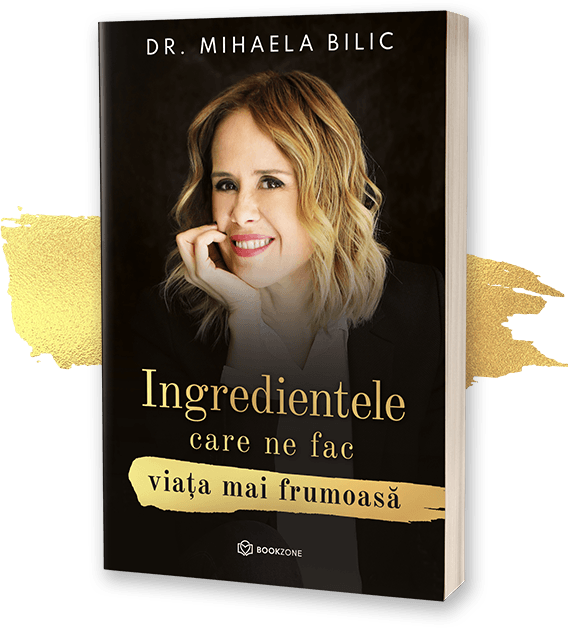 DR. MIHAELA BILIC
Ingredientele
care ne fac
viața mai frumoasă
BOOKZONE